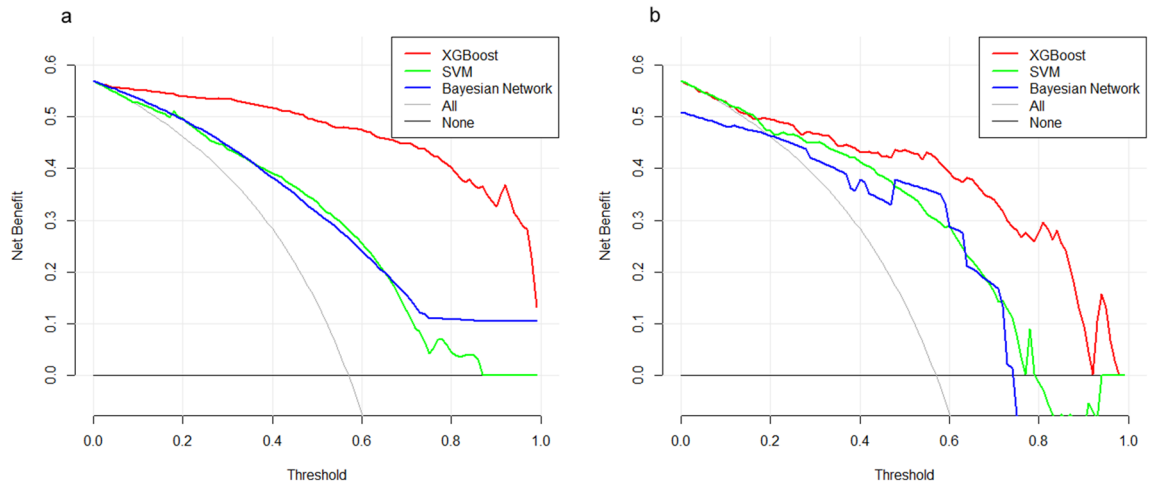 a
XGBoost
SVM
Bayesian Network
All
None
Net Benefit
0.6
0.5
0.4
0.3
0.2
0.1
0.0
0.0 0.2 0.4 0.6 0.8 1.0
Threshold
b
XGBoost
SVM
Bayesian Network
All
None
Net Benefit
0.6
0.5
0.4
0.3
0.2
0.1
0.0
0.0 0.2 0.4 0.6 0.8 1.0
Threshold